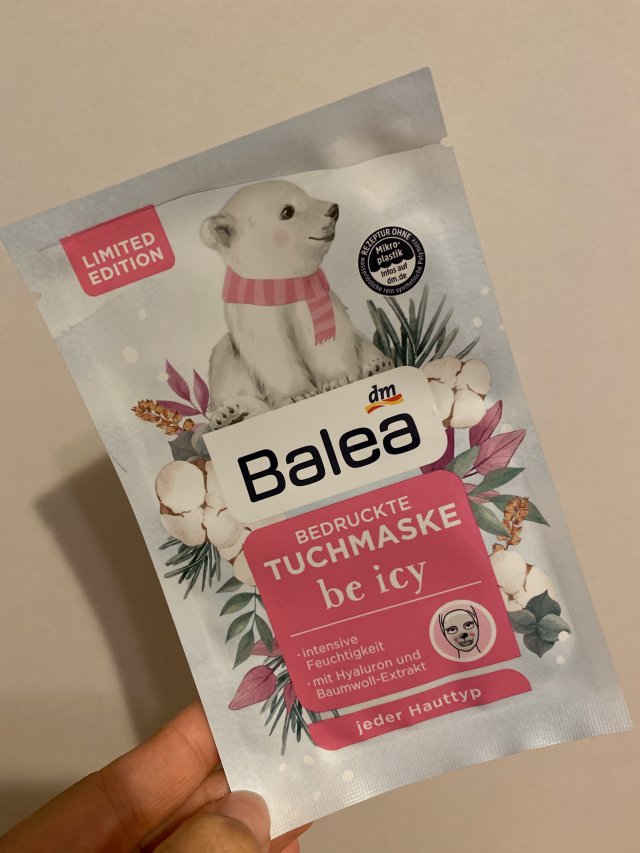 LIMITED
EDITION
REZEPTUR OHNE
Mikro-
plastik
Infos auf
dm.de
dm
Balea
BEDRUCKTE
TUCHMASKE
be icy
· intensive
Feuchtigkeit
· mit Hyaluron und
Baumwoll-Extrakt
jeder Hauttyp